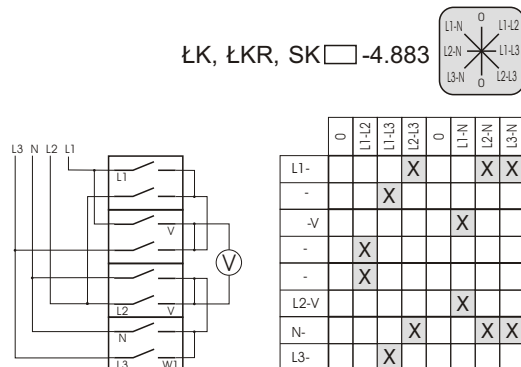 ŁK, ŁKR, SK -4.883
0
L1-N L1-L2
L2-N L1-L3
L3-N L2-L3
0
L3 N L2 L1
L1
V
V
L2 V
N
L3 W1
0 L1-L2 L1-L3 L2-L3 0 L1-N L2-N L3-N
L1- X X X
- X
-V X
- X
- X
L2-V X
N- X X X
L3- X